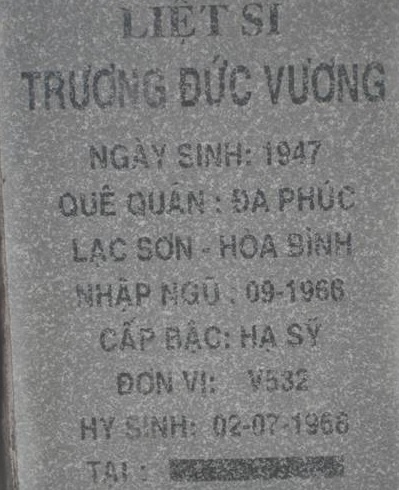 LIỆT SĨ
TRƯƠNG ĐỨC VƯƠNG
NGÀY SINH: 1947
QUÊ QUÁN : ĐA PHÚC
LẠC SƠN - HÒA BÌNH
NHẬP NGŨ : 09-1966
CẤP BẬC: HẠ SỸ
ĐƠN VỊ: V532
HY SINH: 02-07-1968
TẠI :